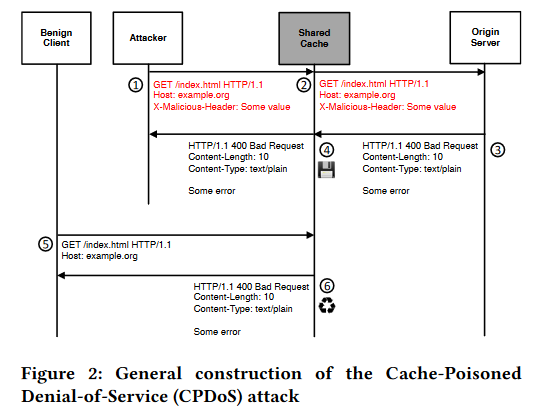 Benign
Client
Attacker
Shared
Cache
Origin
Server
1
GET /index.html HTTP/1.1
Host: example.org
X-Malicious-Header: Some value
2
GET /index.html HTTP/1.1
Host: example.org
X-Malicious-Header: Some value
HTTP/1.1 400 Bad Request
Content-Length: 10
Content-Type: text/plain
Some error
4
HTTP/1.1 400 Bad Request
Content-Length: 10
Content-Type: text/plain
Some error
3
5
GET /index.html HTTP/1.1
Host: example.org
HTTP/1.1 400 Bad Request
Content-Length: 10
Content-Type: text/plain
Some error
6
Figure 2: General construction of the Cache-Poisoned
Denial-of-Service (CPDoS) attack